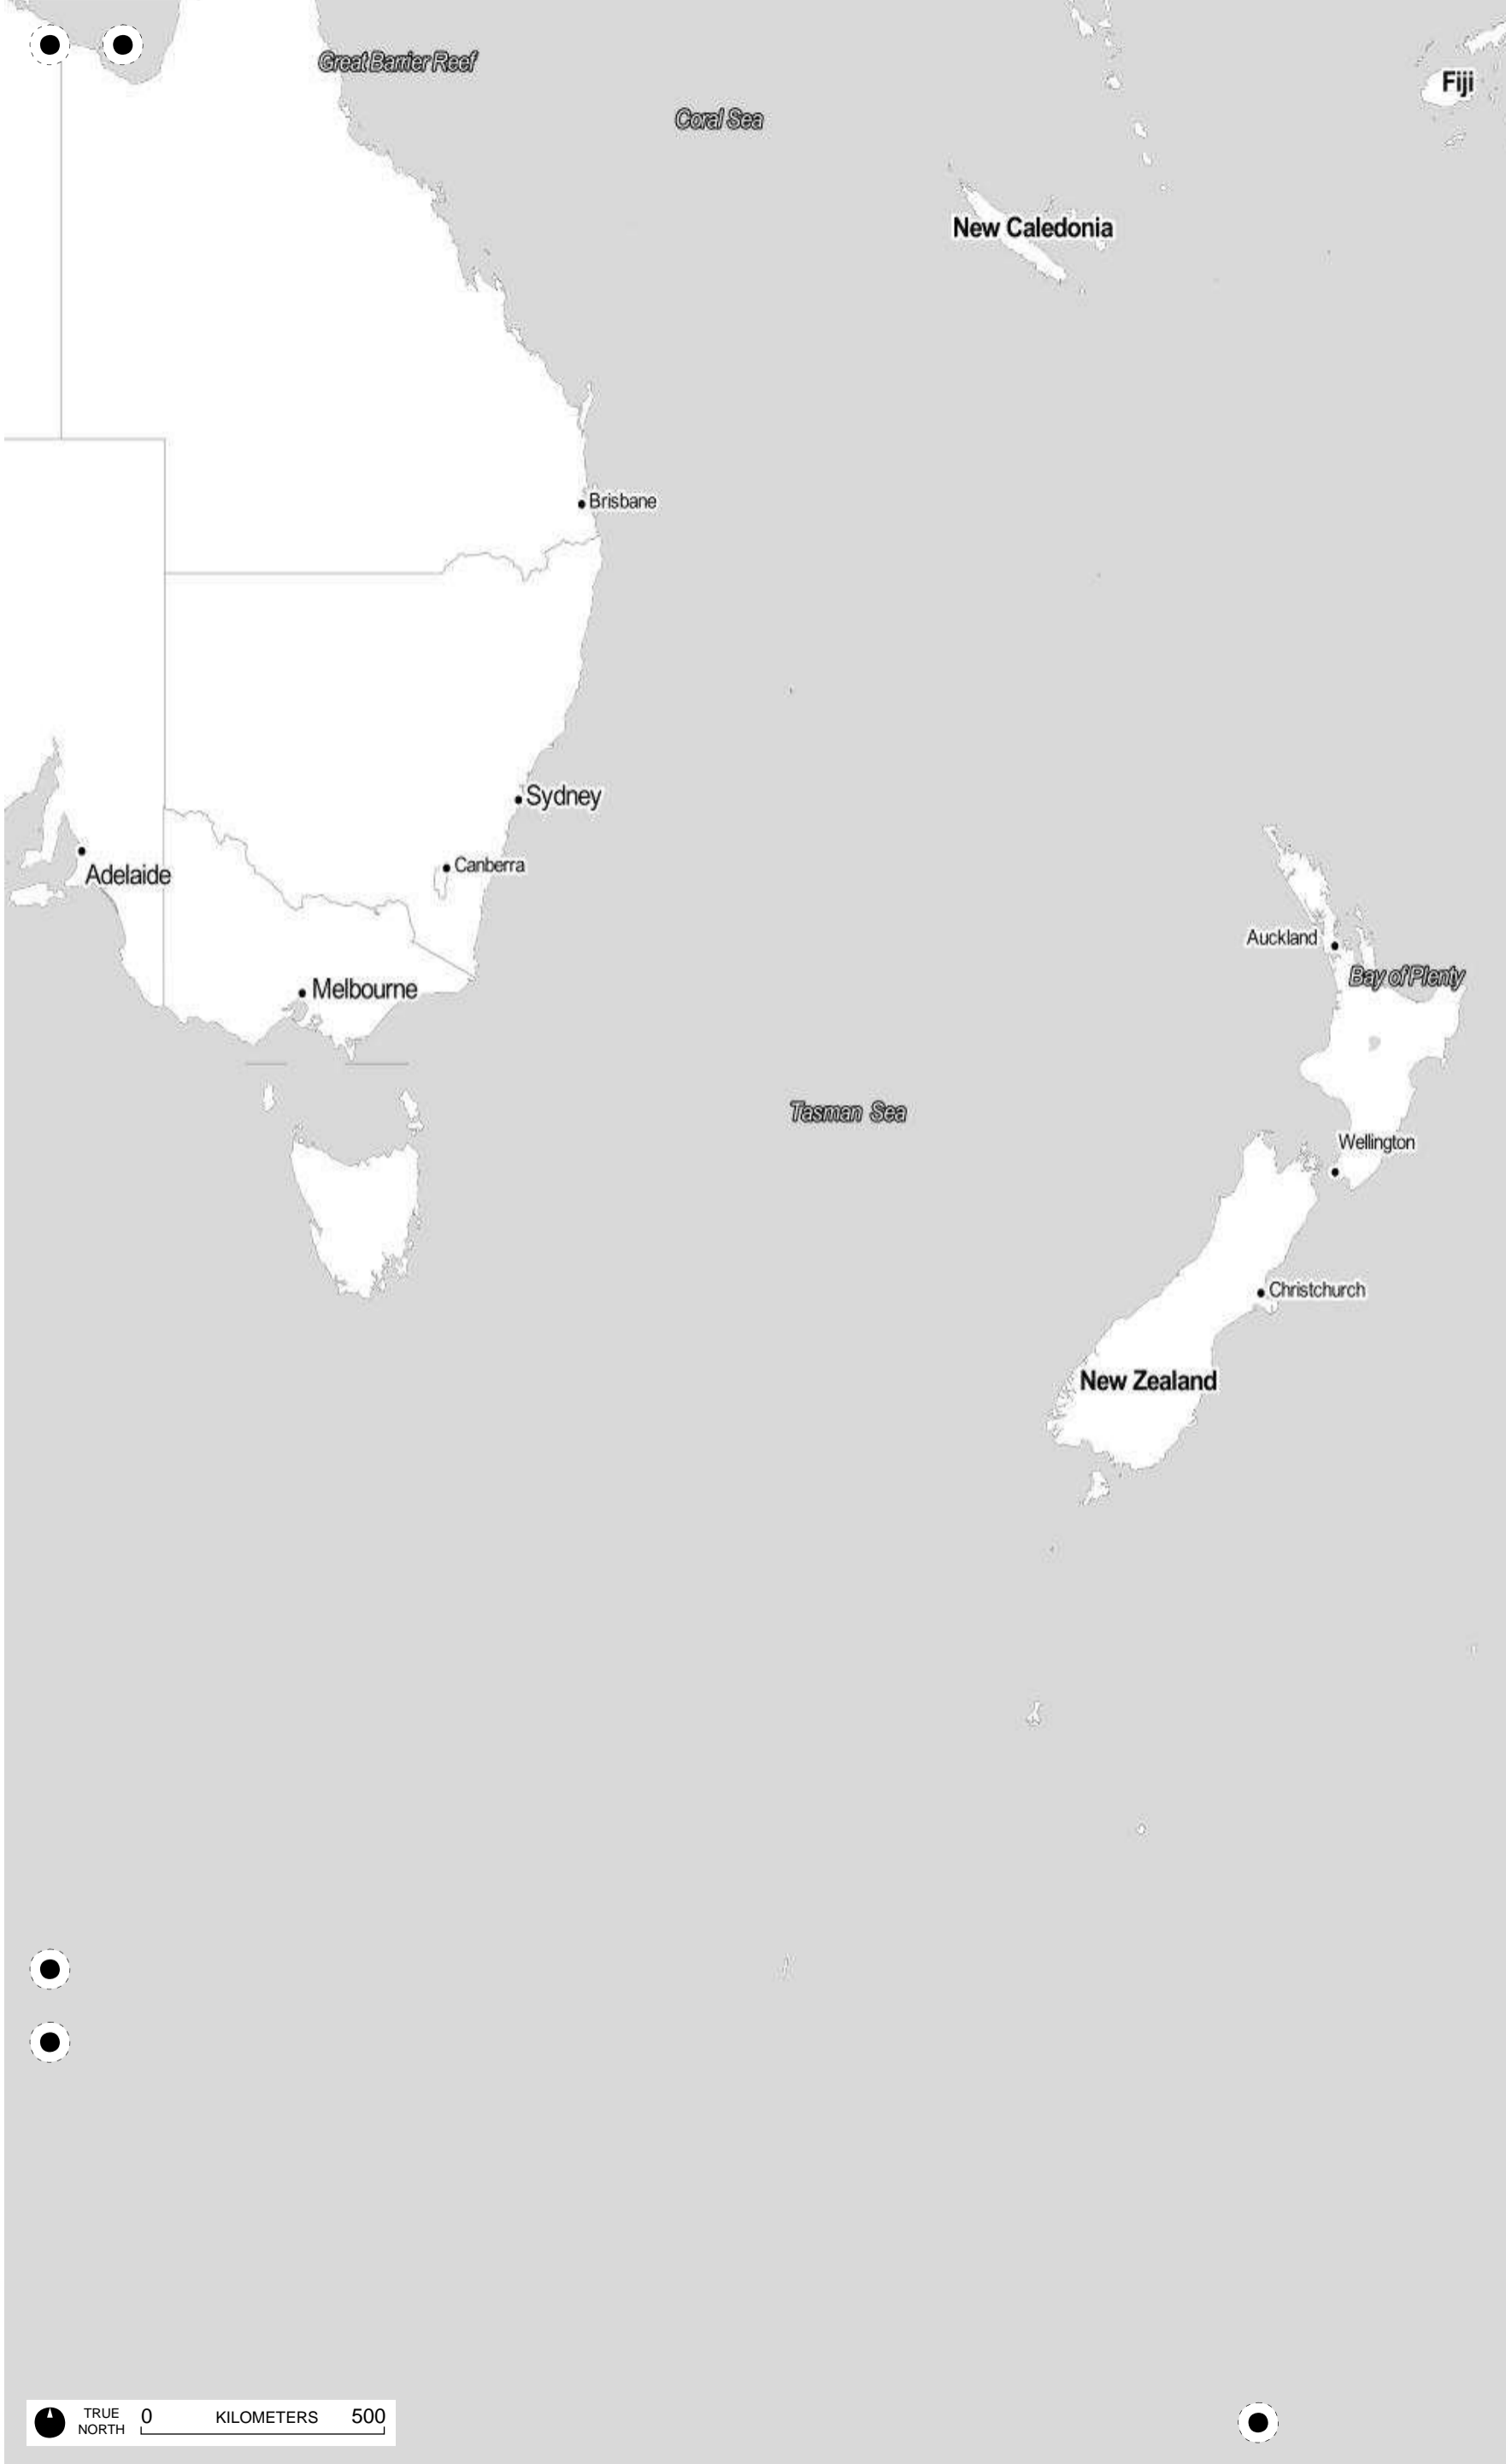 Great Barrier Reef
Fiji
Coral Sea
New Caledonia
Brisbane
Sydney
Canberra
Adelaide
Auckland
Bay of Plenty
Melbourne
Tasman Sea
Wellington
Christchurch
New Zealand
TRUE
NORTH
0 KILOMETERS 500